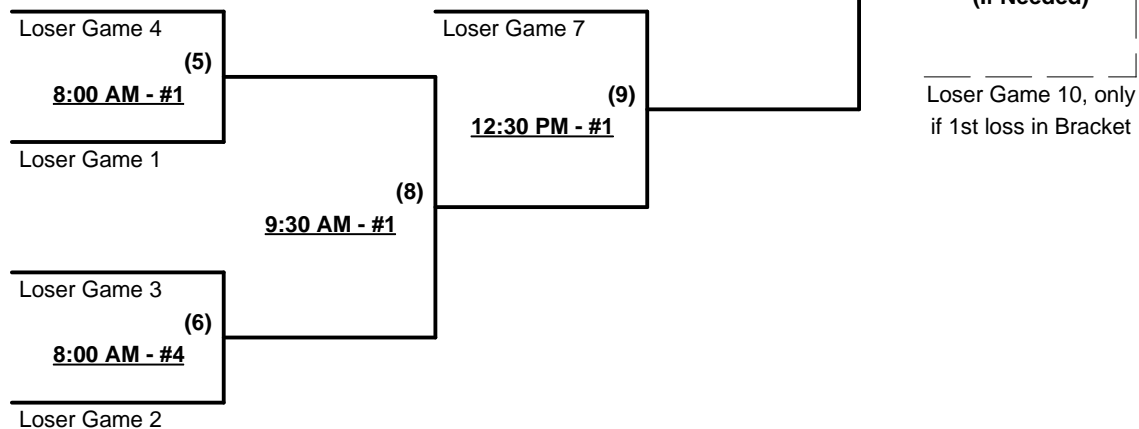 (If Needed)
Loser Game 4
Loser Game 7
(5)
8:00 AM - #1
(9)
12:30 PM - #1
Loser Game 10, only
if 1st loss in Bracket
Loser Game 1
(8)
9:30 AM - #1
Loser Game 3
(6)
8:00 AM - #4
Loser Game 2